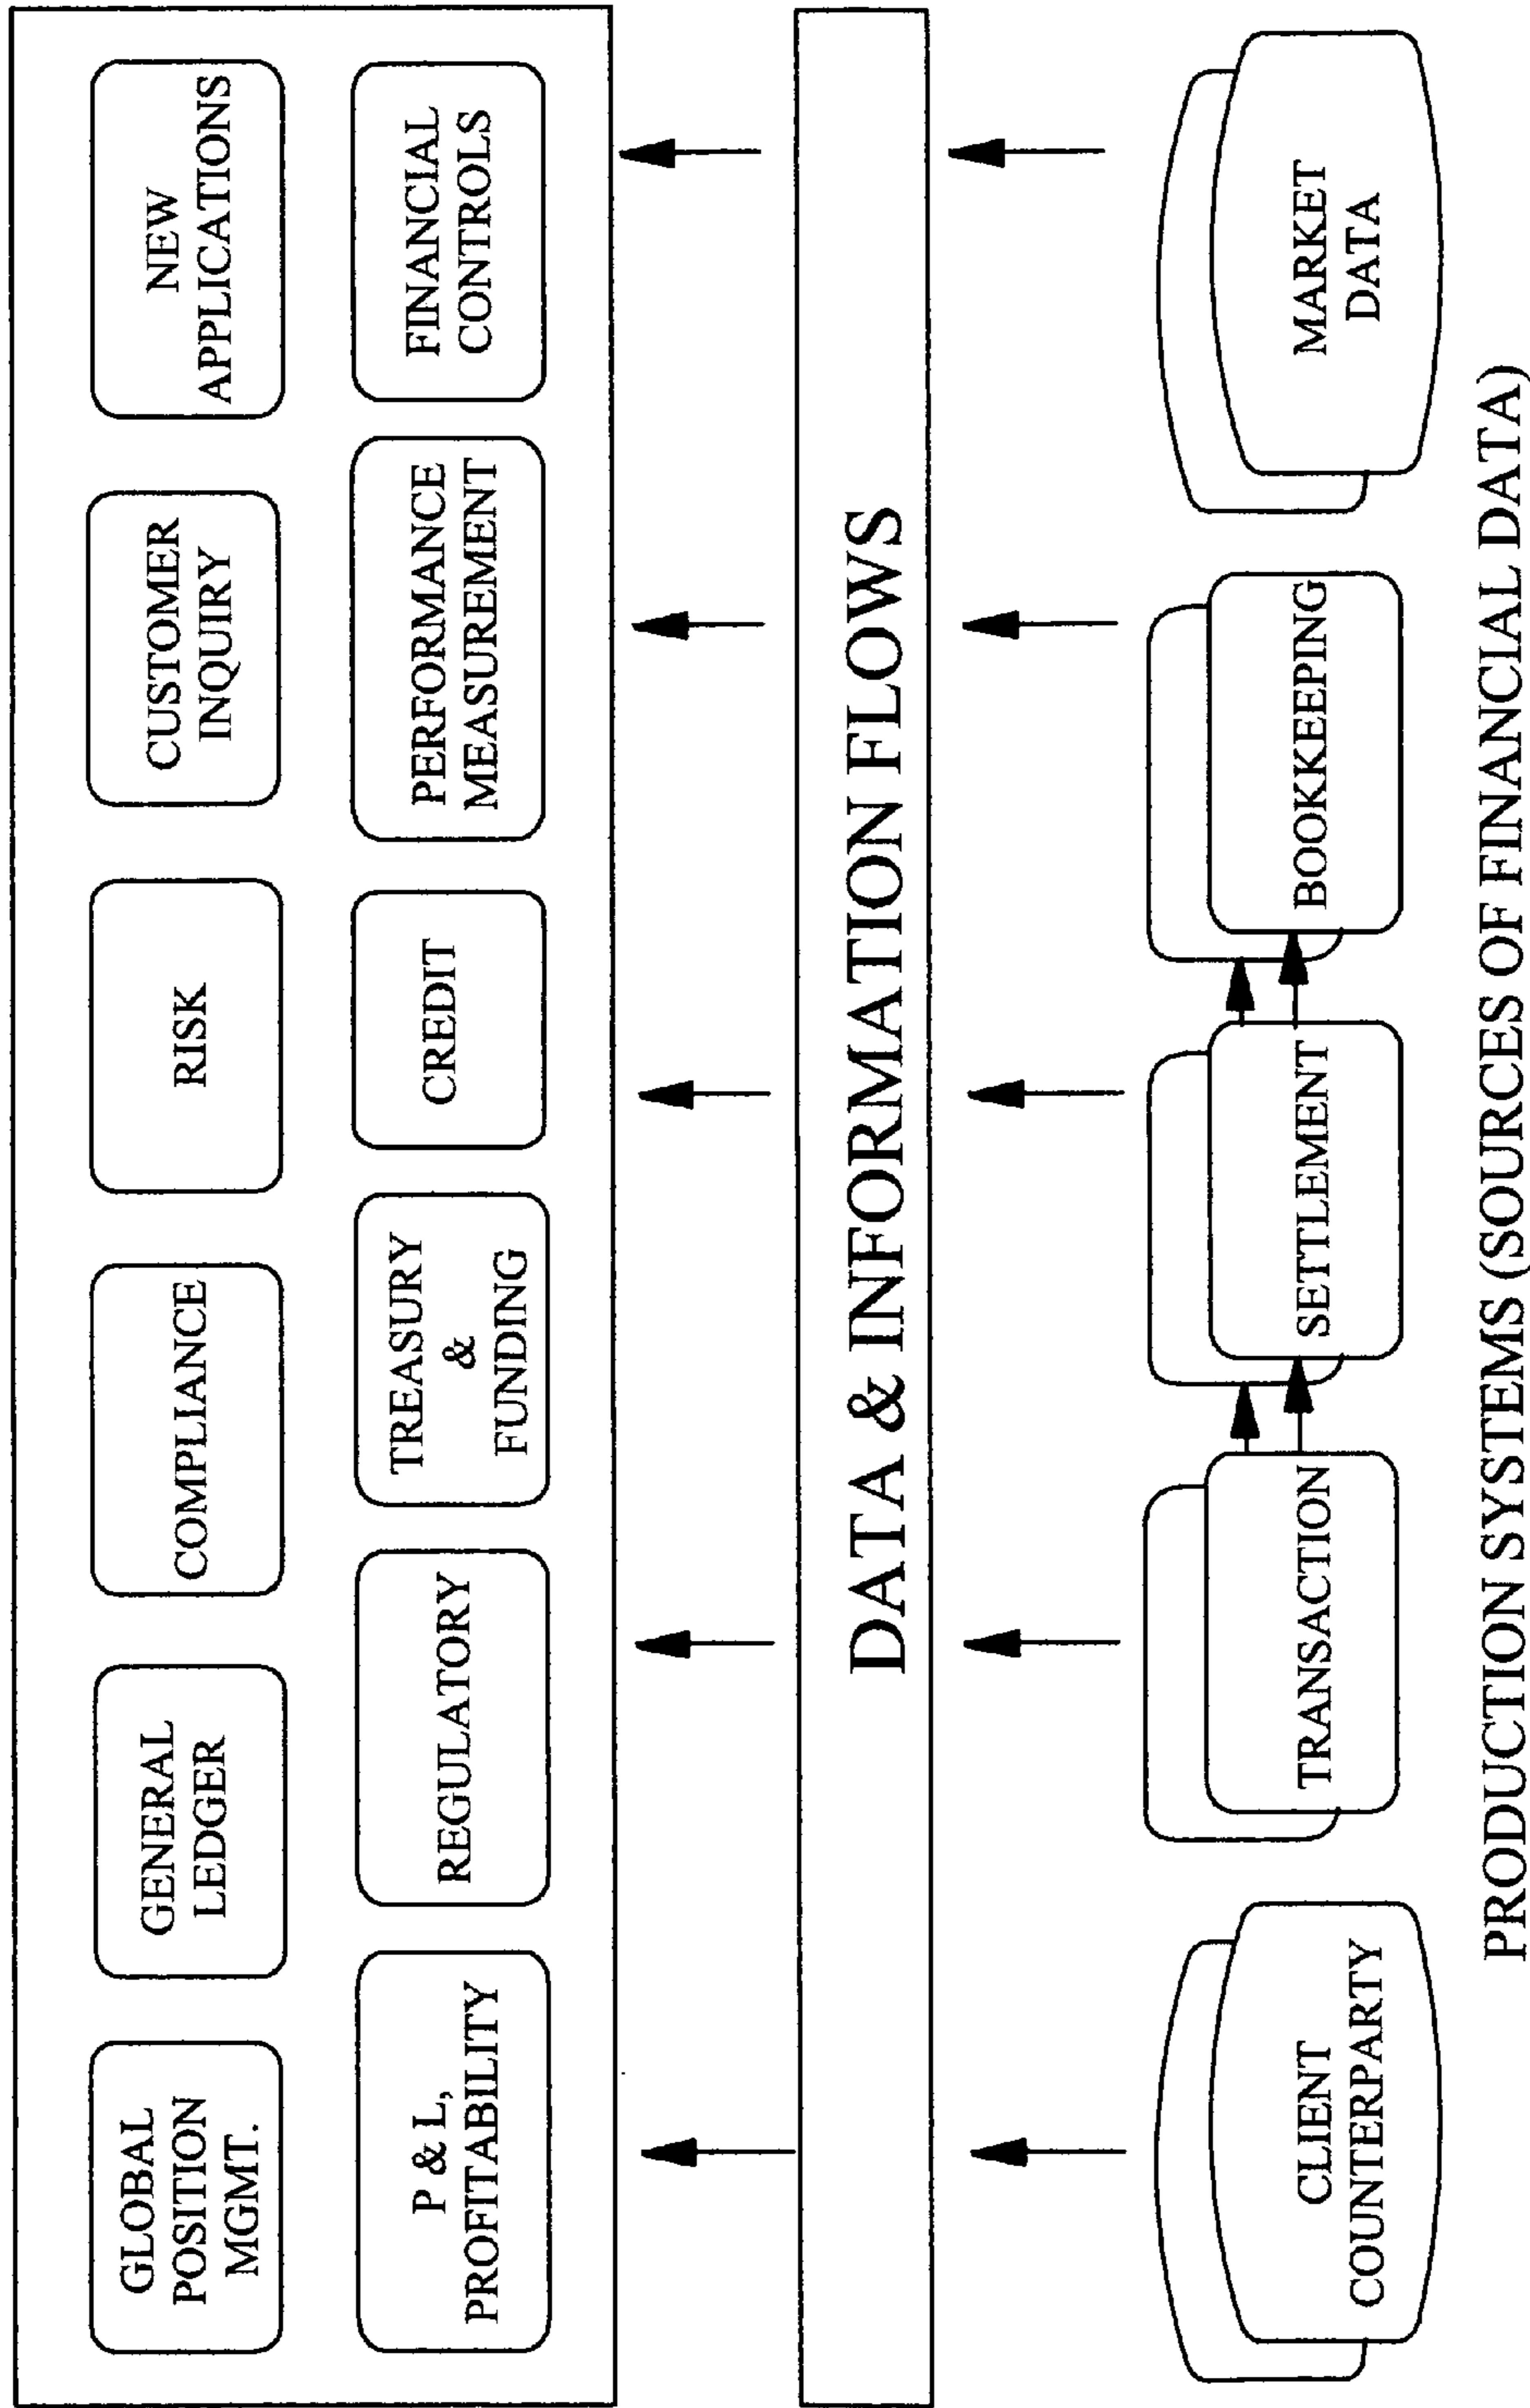 GLOBAL
POSITION
MGMT.
GENERAL
LEDGER
COMPLIANCE
RISK
CUSTOMER
INQUIRY
NEW
APPLICATIONS
P & L,
PROFITABILITY
REGULATORY
TREASURY
&
FUNDING
CREDIT
PERFORMANCE
MEASUREMENT
FINANCIAL
CONTROLS
DATA & INFORMATION FLOWS
CLIENT
COUNTERPARTY
TRANSACTION
SETTLEMENT
BOOKKEEPING
MARKET
DATA
PRODUCTION SYSTEMS (SOURCES OF FINANCIAL DATA)